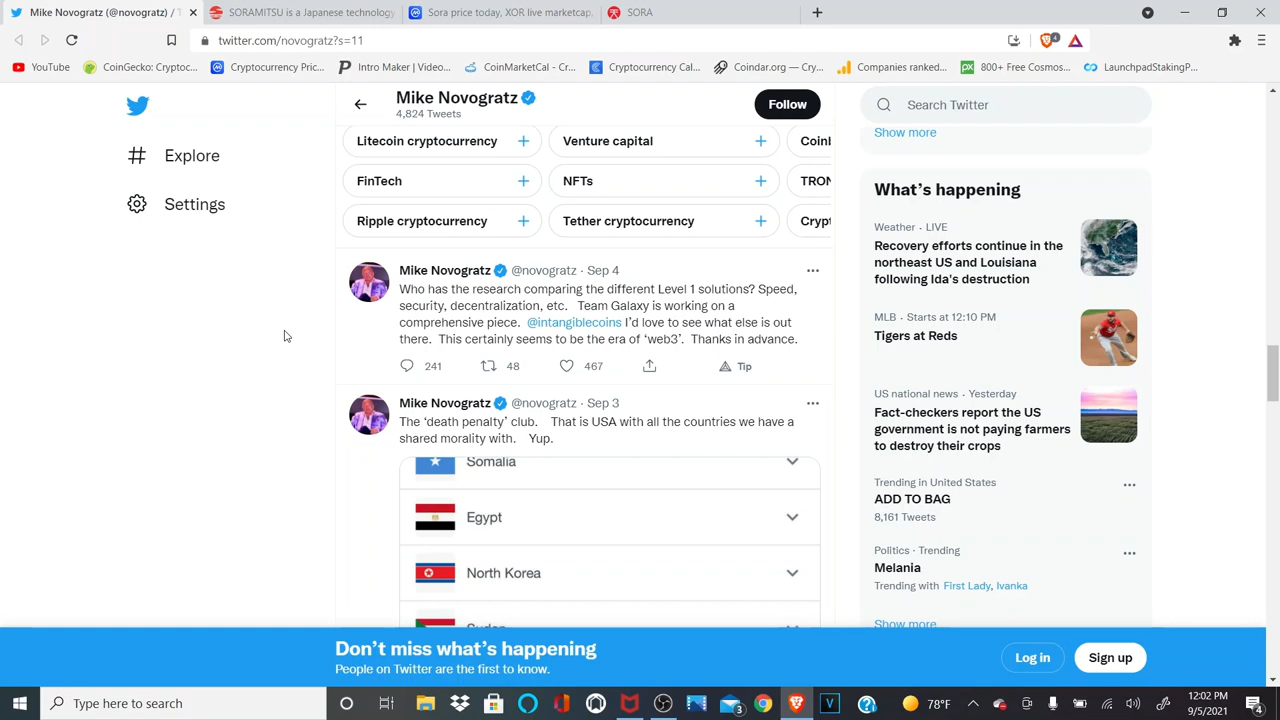 Mike Novogratz (@novogratz) / T
SORAMITSU is a Japanese technology
Sora price today, XOR live marketcap,
SORA
twitter.com/novogratz?s=11
4
YouTube
CoinGecko: Cryptoc...
Cryptocurrency Pric...
Intro Maker | Video...
CoinMarketCal - Cr...
Cryptocurrency Cal...
Coindar.org — Cry...
Companies ranked...
800+ Free Cosmos...
LaunchpadStakingP...
Explore
Settings
Mike Novogratz
4,824 Tweets
Follow
Litecoin cryptocurrency +
Venture capital +
FinTech +
NFTs +
TRON
Ripple cryptocurrency +
Tether cryptocurrency +
Crypt
Mike Novogratz @novogratz · Sep 4
Who has the research comparing the different Level 1 solutions? Speed,
security, decentralization, etc. Team Galaxy is working on a
comprehensive piece. @intangiblecoins I'd love to see what else is out
there. This certainly seems to be the era of 'web3'. Thanks in advance.
241 48 467 Tip
Mike Novogratz @novogratz · Sep 3
The 'death penalty' club. That is USA with all the countries we have a
shared morality with. Yup.
Somalia
Egypt
North Korea
Sudan
Search Twitter
Show more
What's happening
Weather · LIVE
Recovery efforts continue in the
northeast US and Louisiana
following Ida's destruction
MLB · Starts at 12:10 PM
Tigers at Reds
US national news · Yesterday
Fact-checkers report the US
government is not paying farmers
to destroy their crops
Trending in United States
ADD TO BAG
8,161 Tweets
Politics · Trending
Melania
Trending with First Lady, Ivanka
Show more
Don't miss what's happening
People on Twitter are the first to know.
Log in
Sign up
Type here to search
3
78°F
12:02 PM
9/5/2021
4